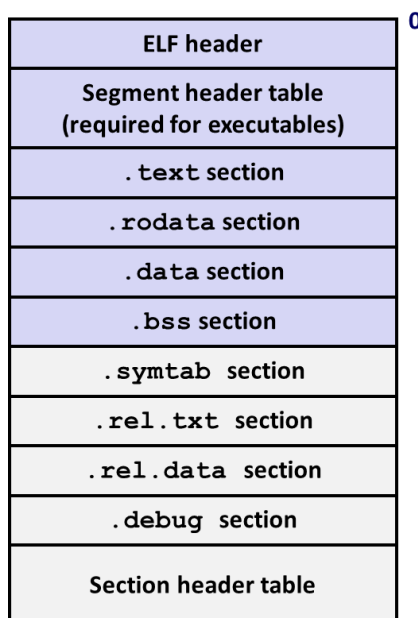 0
ELF header
Segment header table
(required for executables)
.text section
.rodata section
.data section
.bss section
.symtab section
.rel.txt section
.rel.data section
.debug section
Section header table